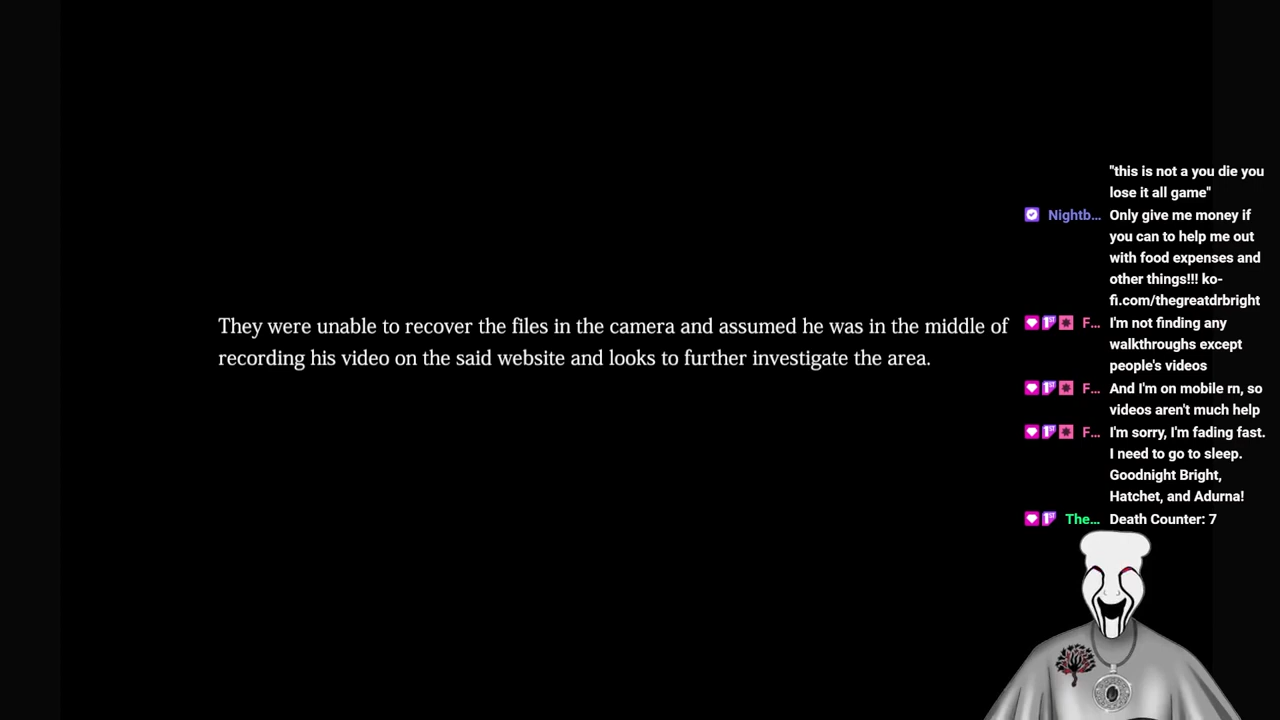 They were unable to recover the files in the camera and assumed he was in the middle of
recording his video on the said website and looks to further investigate the area.
"this is not a you die you
lose it all game"
Nightb... Only give me money if
you can to help me out
with food expenses and
other things!!! ko-
fi.com/thegreatdrbright
F... I'm not finding any
walkthroughs except
people's videos
F... And I'm on mobile rn, so
videos aren't much help
F... I'm sorry, I'm fading fast.
I need to go to sleep.
Goodnight Bright,
Hatchet, and Adurna!
The... Death Counter: 7